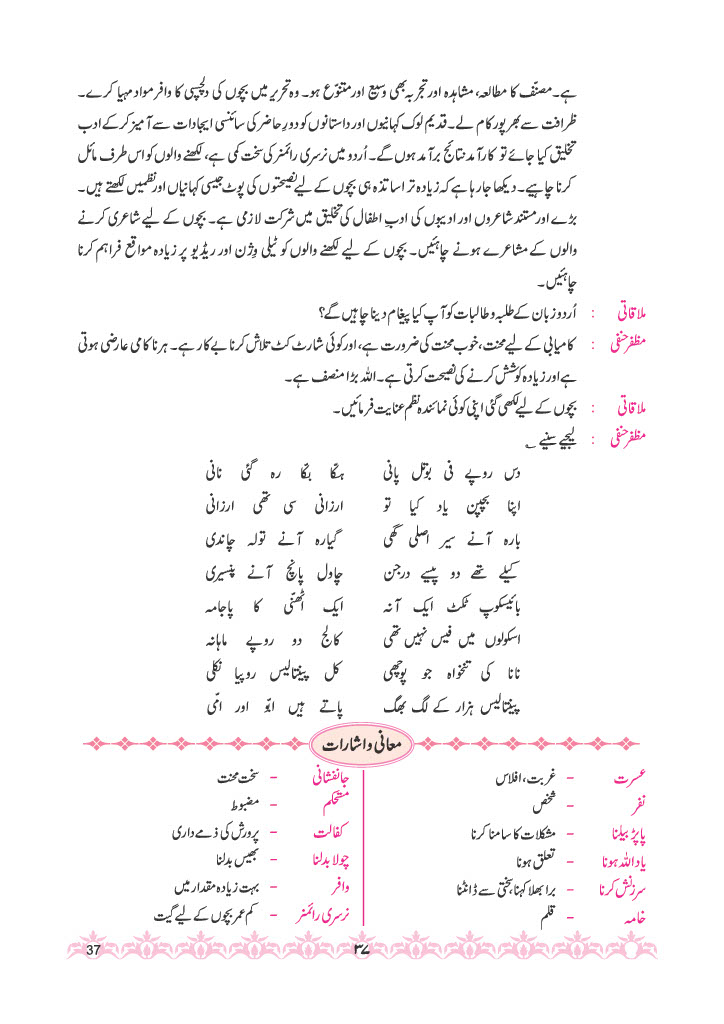 ہے۔ مصنّف کا مطالعہ، مشاہدہ اور تجربہ بھی وسیع اور متنوّع ہو۔ وہ تحریر میں بچوں کی دلچسپی کا وافر مواد مہیا کرے۔
ظرافت سے بھرپور کام لے۔ قدیم لوک کہانیوں اور داستانوں کو دورِ حاضر کی سائنسی ایجادات سے آمیز کر کے ادب
تخلیق کیا جائے تو کارآمد نتائج برآمد ہوں گے۔ اُردو میں نرسری رائمنر کی سخت کمی ہے، لکھنے والوں کو اس طرف مائل
کرنا چاہیے۔ دیکھا جا رہا ہے کہ زیادہ تر اساتذہ ہی بچوں کے لیے نصیحتوں کی پوٹ جیسی کہانیاں اور نظمیں لکھتے ہیں۔
بڑے اور مستند شاعروں اور ادیبوں کی ادبِ اطفال کی تخلیق میں شرکت لازمی ہے۔ بچوں کے لیے شاعری کرنے
والوں کے مشاعرے ہونے چاہئیں۔ بچوں کے لیے لکھنے والوں کو ٹیلی وِژن اور ریڈیو پر زیادہ مواقع فراہم کرنا
چاہئیں۔
ملاقاتی : اُردو زبان کے طلبہ و طالبات کو آپ کیا پیغام دینا چاہیں گے؟
مظفر حنفی : کامیابی کے لیے محنت، خوب محنت کی ضرورت ہے، اور کوئی شارٹ کٹ تلاش کرنا بے کار ہے۔ ہر ناکامی عارضی ہوتی
ہے اور زیادہ کوشش کرنے کی نصیحت کرتی ہے۔ اللہ بڑا منصف ہے۔
ملاقاتی : بچوں کے لیے لکھی گئی اپنی کوئی نمائندہ نظم عنایت فرمائیں۔
مظفر حنفی : لیجیے سنیے ؎
دس روپے فی بوتل پانی ہکّا بکّا رہ گئی نانی
اپنا بچپن یاد کیا تو ارزانی سی تھی ارزانی
بارہ آنے سیر اصلی گھی گیارہ آنے تولہ چاندی
کیلے تھے دو پیسے درجن چاول پانچ آنے پنسیری
بائیسکوپ ٹکٹ ایک آنہ ایک اٹھنّی کا پاجامہ
اسکولوں میں فیس نہیں تھی کالج دو روپے ماہانہ
نانا کی تنخواہ جو پوچھی کل پینتالیس روپیا نکلی
پینتالیس ہزار کے لگ بھگ پاتے ہیں ابّو اور امّی
معانی و اشارات
عسرت - غربت، افلاس
نفر - شخص
پاپڑ بیلنا - مشکلات کا سامنا کرنا
یاد اللہ ہونا - تعلق ہونا
سرزنش کرنا - برا بھلا کہنا، سختی سے ڈانٹنا
خامہ - قلم
جانفشانی - سخت محنت
مستحکم - مضبوط
کفالت - پرورش کی ذمے داری
چولا بدلنا - بھیس بدلنا
وافر - بہت زیادہ مقدار میں
نرسری رائمنر - کم عمر بچوں کے لیے گیت
37 ۳۷